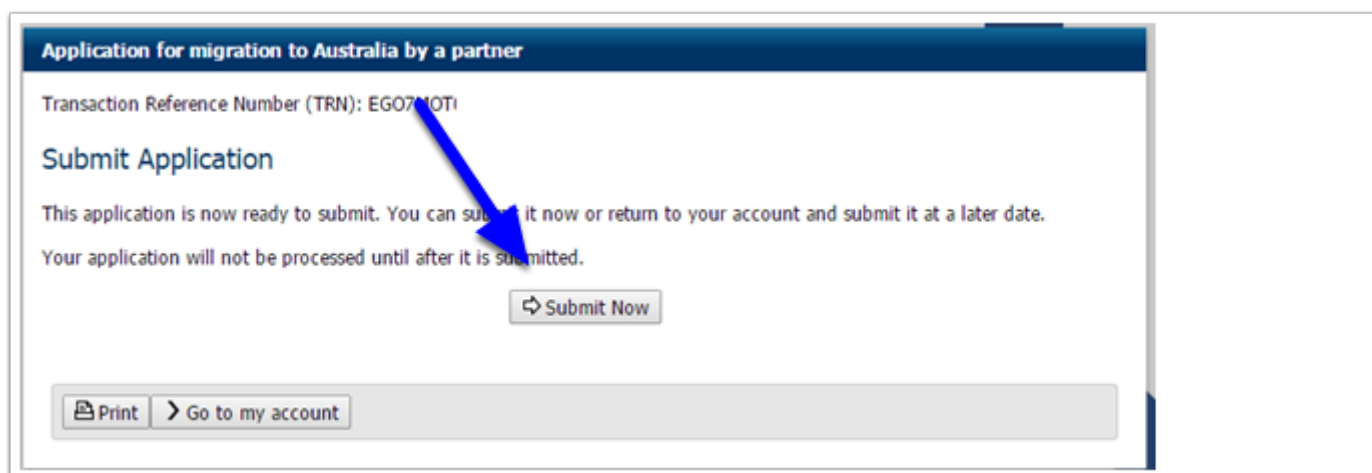 Application for migration to Australia by a partner
Transaction Reference Number (TRN):
Submit Application
This application is now ready to submit. You can submit it now or return to your account and submit it at a later date.
Your application will not be processed until after it is submitted.
Submit Now
Print
Go to my account